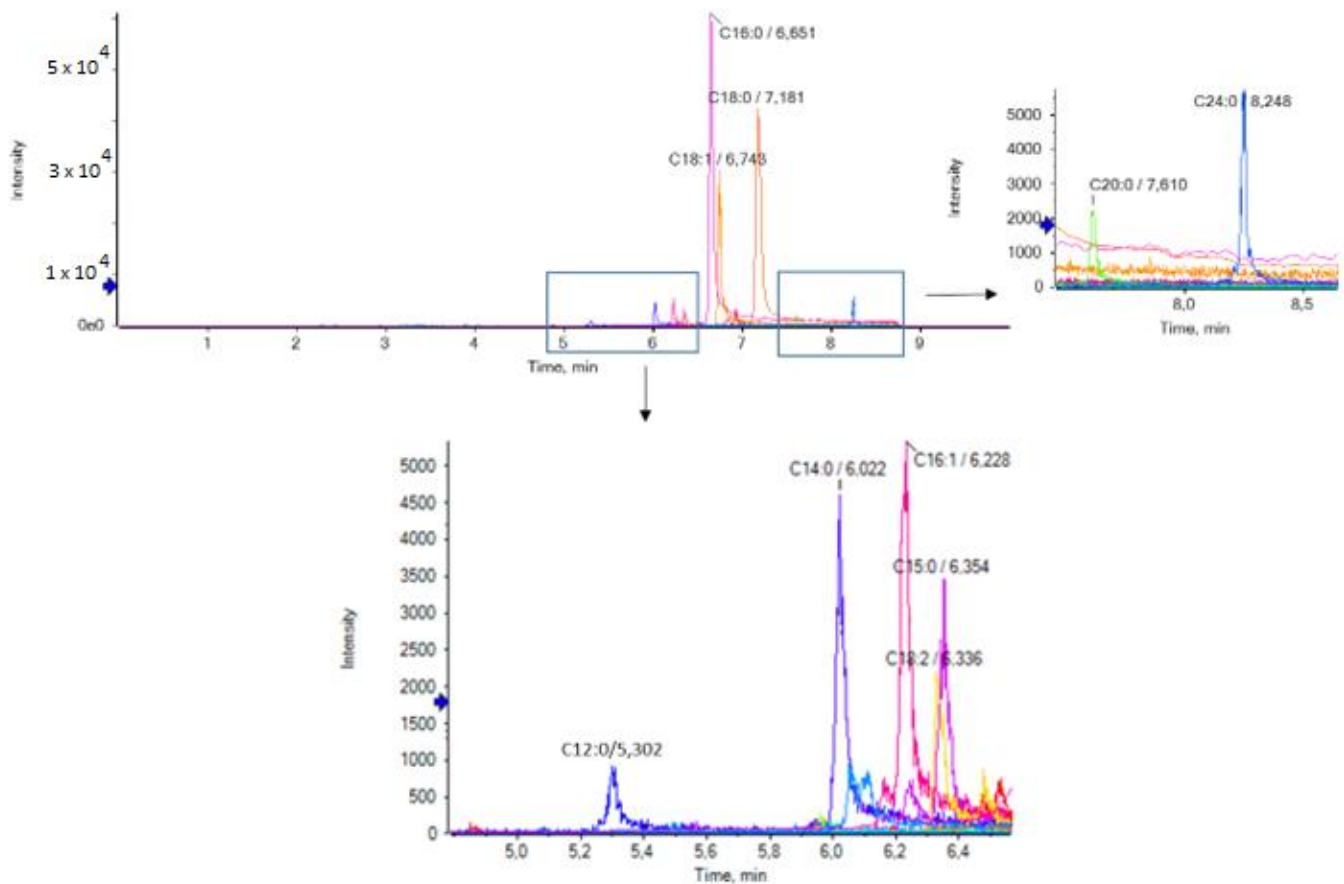 C16:0 / 6,651
5 x 10^4
C18:0 / 7,181
C18:1 / 6,743
3 x 10^4
Intensity
1 x 10^4
0e0
1 2 3 4 5 6 7 8 9
Time, min
C24:0 / 8,248
5000
4000
Intensity
3000
C20:0 / 7,610
2000
1000
0
8,0 8,5
Time, min
5000
C14:0 / 6,022
C16:1 / 6,228
4500
4000
3500
C15:0 / 6,354
3000
Intensity
2500
C18:2 / 6,336
2000
1500
C12:0/5,302
1000
500
0
5,0 5,2 5,4 5,6 5,8 6,0 6,2 6,4
Time, min